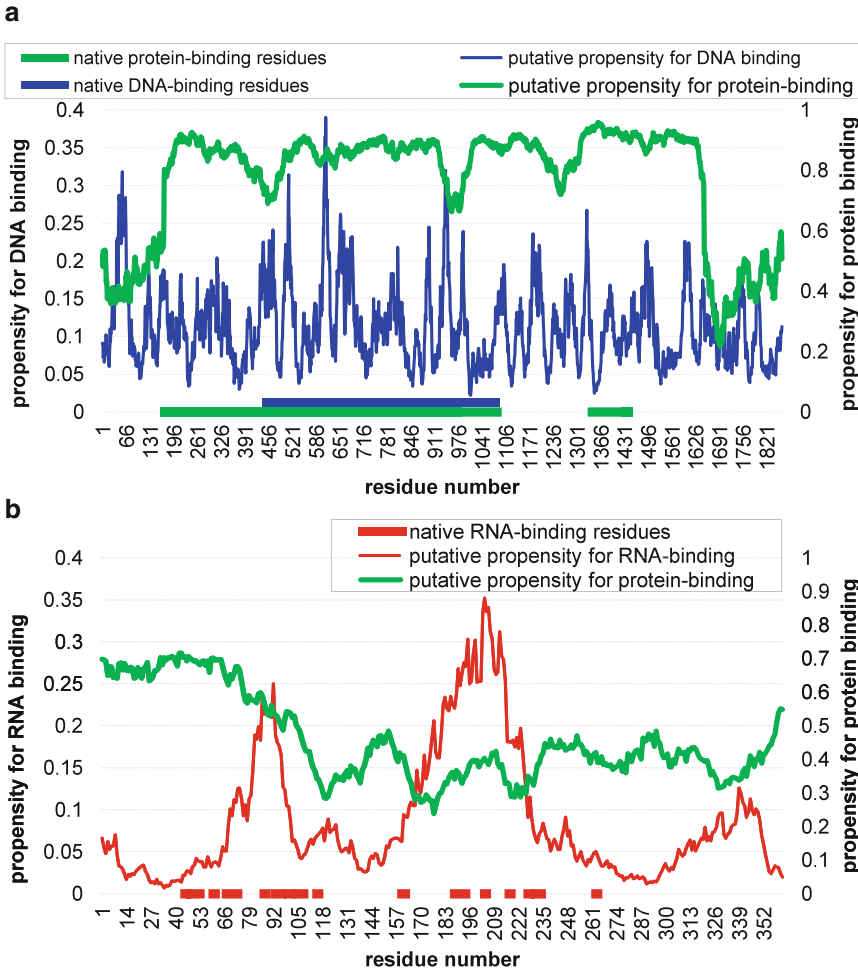 a
native protein-binding residues
putative propensity for DNA binding
native DNA-binding residues
putative propensity for protein-binding
propensity for DNA binding
0.4
0.35
0.3
0.25
0.2
0.15
0.1
0.05
0
1
0.8
0.6
0.4
0.2
0
propensity for protein binding
1 66 131 196 261 326 391 456 521 586 651 716 781 846 911 976 1041 1106 1171 1236 1301 1366 1431 1496 1561 1626 1691 1756 1821
residue number
b
native RNA-binding residues
putative propensity for RNA-binding
putative propensity for protein-binding
propensity for RNA binding
0.4
0.35
0.3
0.25
0.2
0.15
0.1
0.05
0
1
0.9
0.8
0.7
0.6
0.5
0.4
0.3
0.2
0.1
0
propensity for protein binding
1 14 27 40 53 66 79 92 105 118 131 144 157 170 183 196 209 222 235 248 261 274 287 300 313 326 339 352
residue number